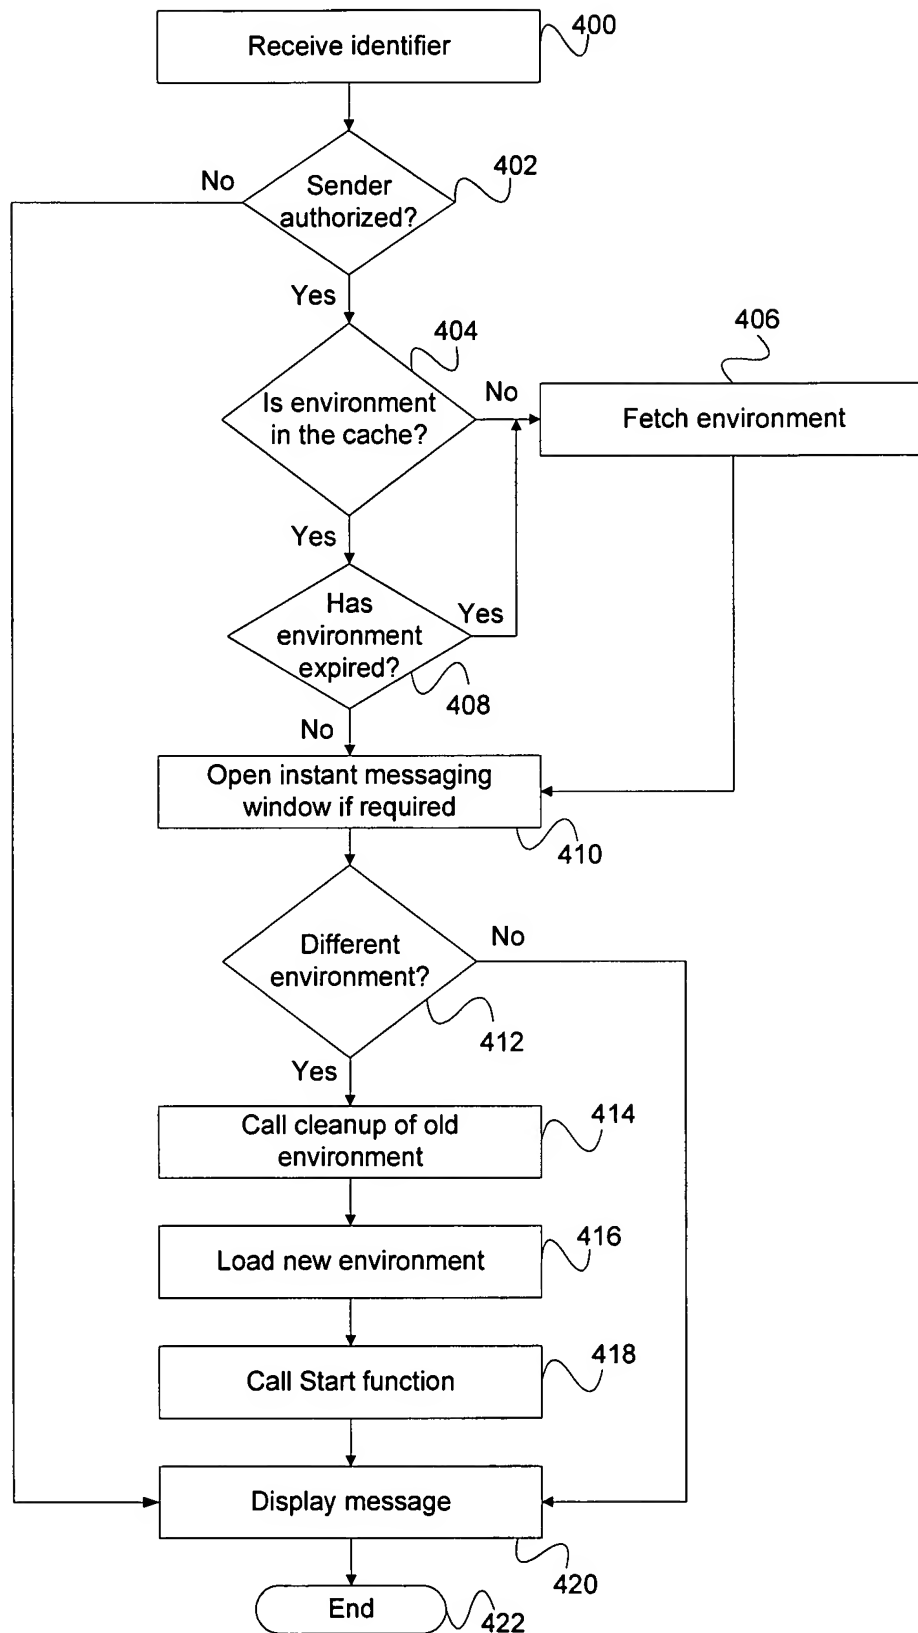 Receive identifier
400
No
Sender
authorized?
402
Yes
404
406
Is environment
in the cache?
No
Fetch environment
Yes
Has
environment
expired?
Yes
408
No
Open instant messaging
window if required
410
Different
environment?
No
412
Yes
Call cleanup of old
environment
414
Load new environment
416
Call Start function
418
Display message
420
End
422